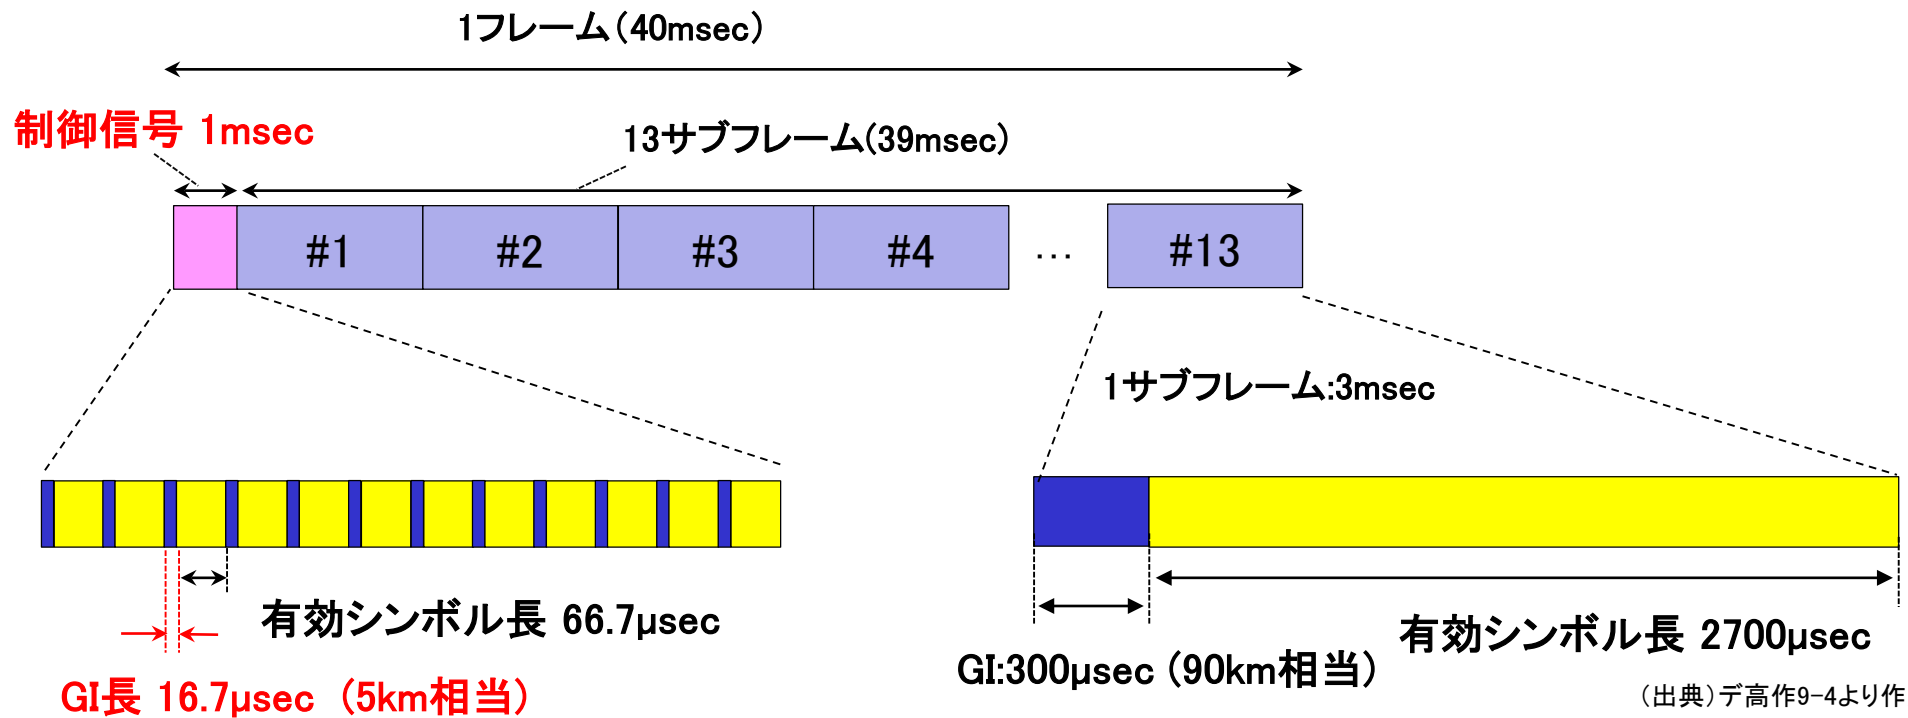 1フレーム(40msec)
制御信号 1msec
13サブフレーム(39msec)
#1
#2
#3
#4
…
#13
1サブフレーム:3msec
有効シンボル長 66.7μsec
GI長 16.7μsec (5km相当)
有効シンボル長 2700μsec
GI:300μsec (90km相当)
(出典)デ高作9-4より作